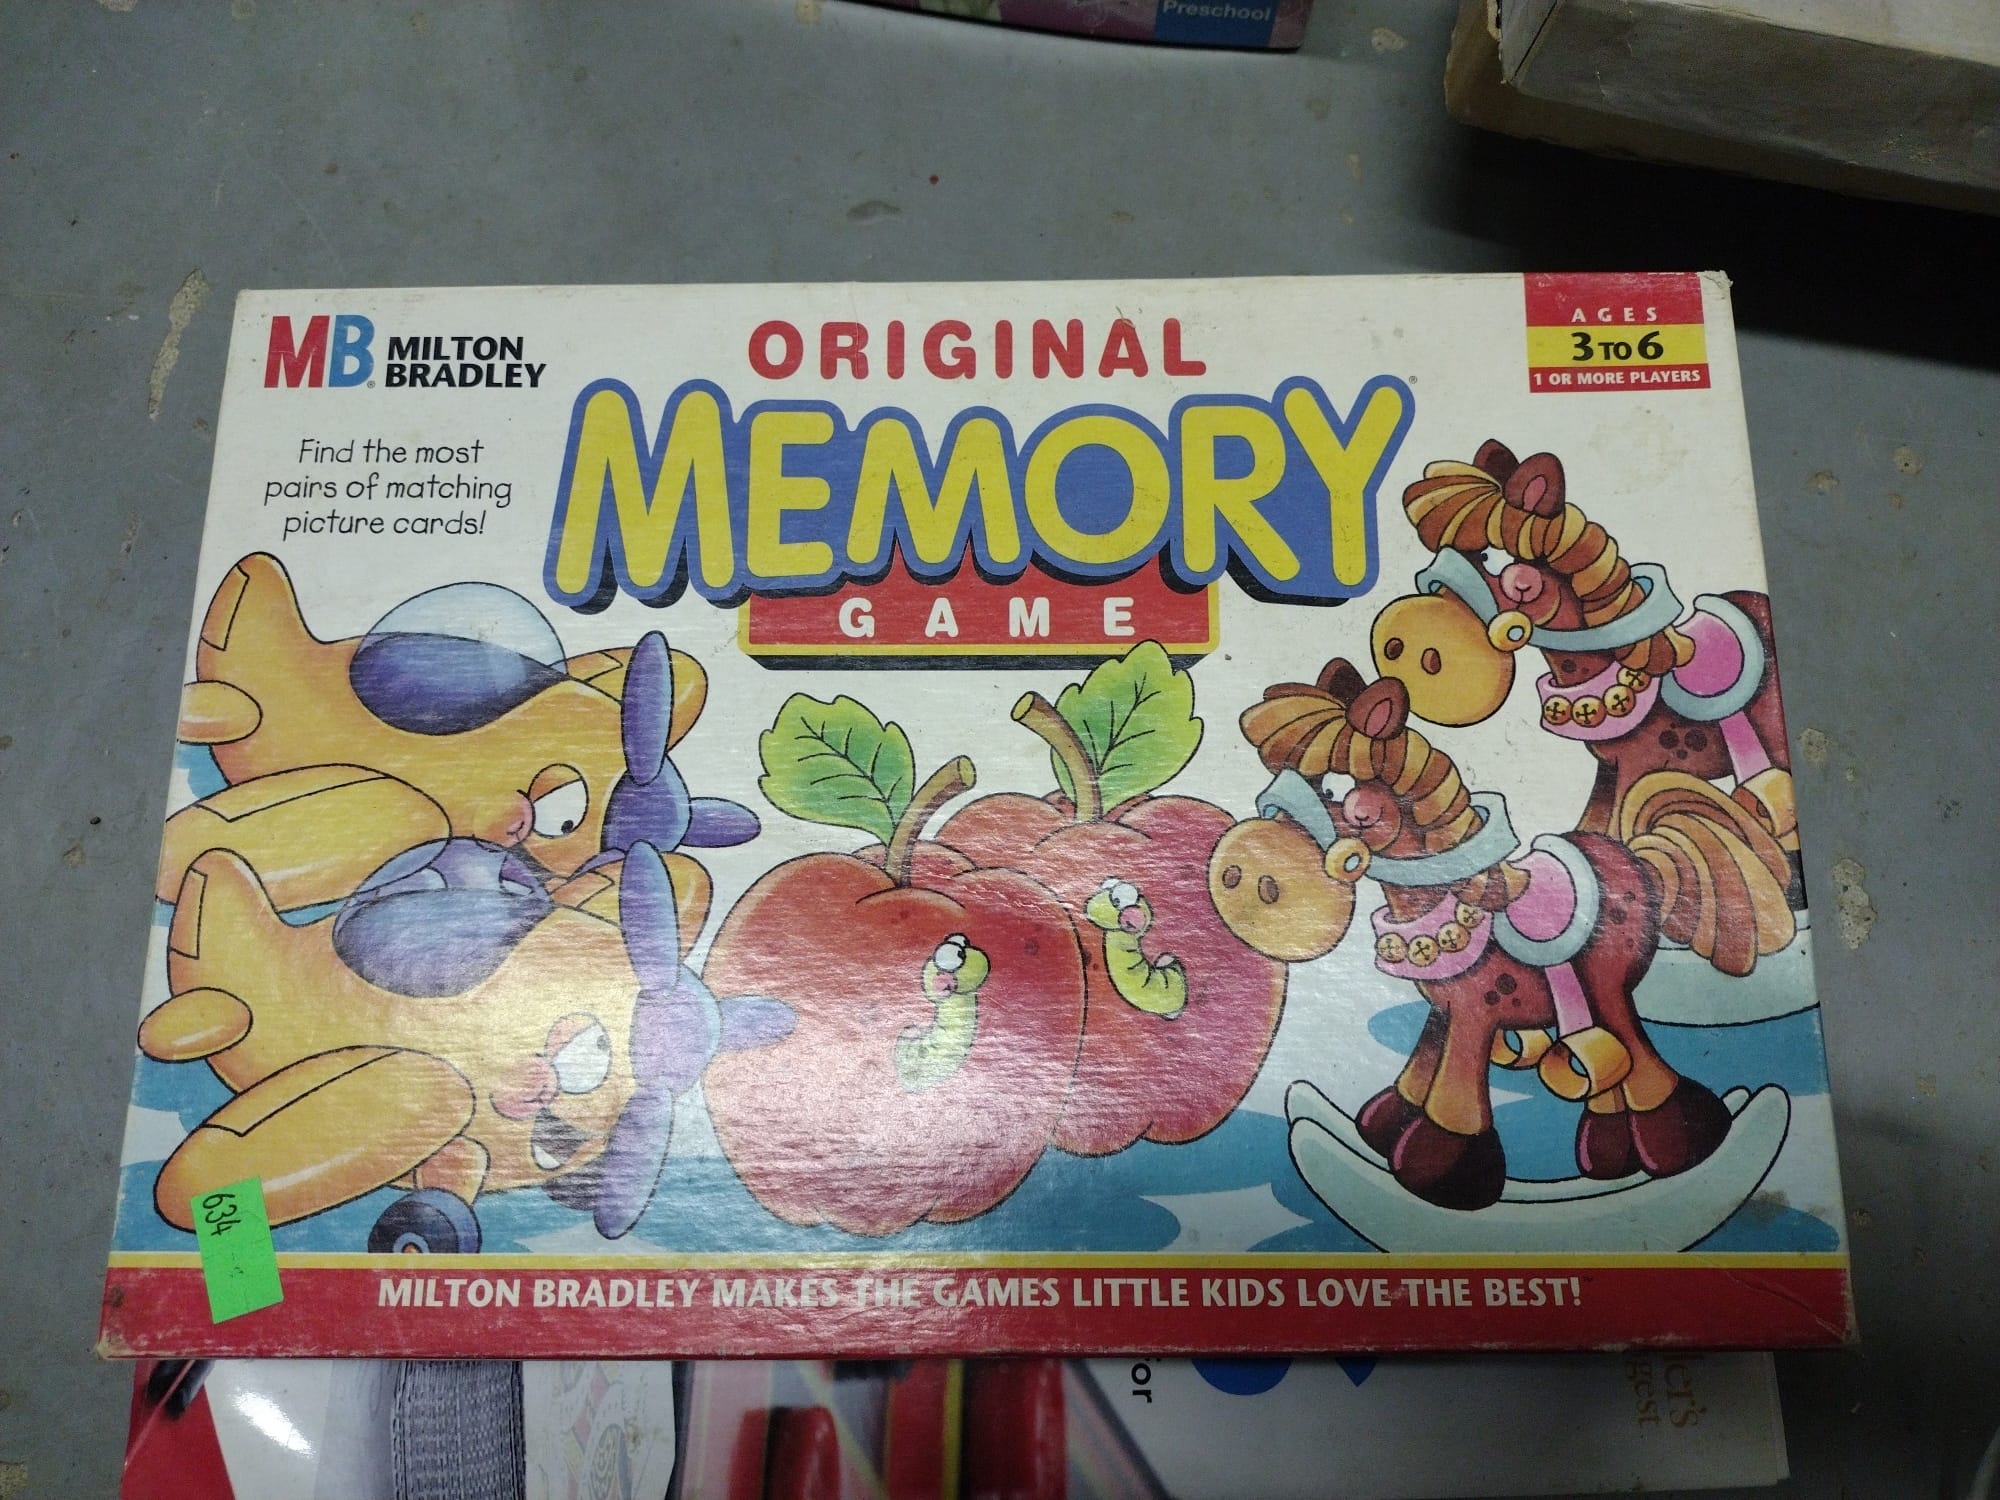 Preschool
MB MILTON
BRADLEY
ORIGINAL
MEMORY®
GAME
AGES
3 TO 6
1 OR MORE PLAYERS
Find the most
pairs of matching
picture cards!
634
MILTON BRADLEY MAKES THE GAMES LITTLE KIDS LOVE THE BEST!™